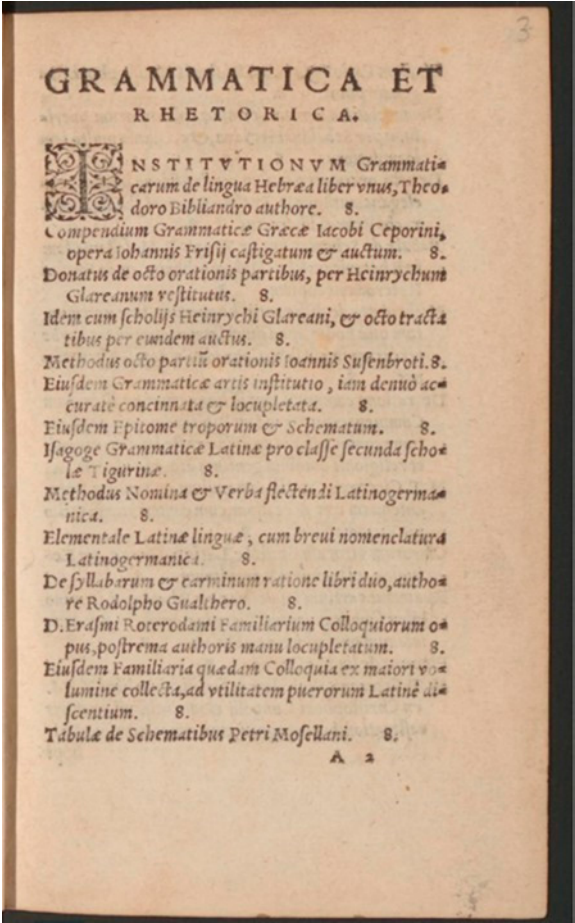 3
GRAMMATICA ET
RHETORICA.
INSTITVTIONVM Grammati⸗
carum de lingua Hebræa liber vnus, Theo⸗
doro Bibliandro authore. 8.
Compendium Grammaticæ Græcæ Iacobi Ceporini,
opera Iohannis Frisij castigatum & auctum. 8.
Donatus de octo orationis partibus, per Heinrychum
Glareanum restitutus. 8.
Idem cum scholijs Heinrychi Glareani, & octo tracta
tibus per eundem auctus. 8.
Methodus octo partiū orationis Ioannis Susenbroti. 8.
Eiusdem Grammaticæ artis institutio, iam denuò ac⸗
curatè concinnata & locupletata. 8.
Eiusdem Epitome troporum & Schematum. 8.
Isagoge Grammaticæ Latinæ pro classe secunda scho⸗
læ Tigurinæ. 8.
Methodus Nomina & Verba flectendi Latinogerma⸗
nica. 8.
Elementale Latinæ linguæ, cum breui nomenclatura
Latinogermanica. 8.
De syllabarum & carminum ratione libri duo, autho⸗
re Rodolpho Gualthero. 8.
D. Erasmi Roterodami Familiarium Colloquiorum o⸗
pus, postrema authoris manu locupletatum. 8.
Eiusdem Familiaria quædam Colloquia ex maiori vo⸗
lumine collecta, ad vtilitatem puerorum Latinè di⸗
scentium. 8.
Tabulæ de Schematibus Petri Mosellani. 8.
A 2